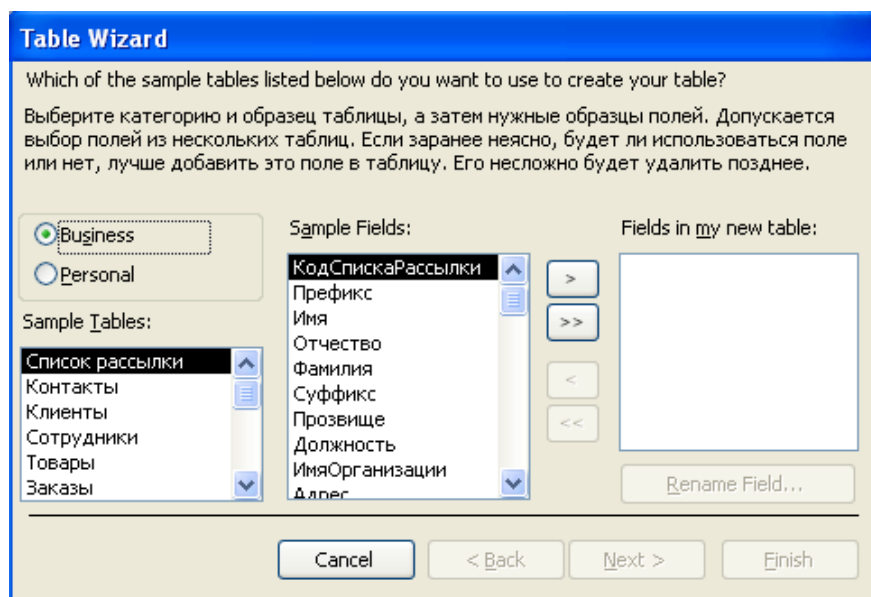 Table Wizard
Which of the sample tables listed below do you want to use to create your table?
Выберите категорию и образец таблицы, а затем нужные образцы полей. Допускается
выбор полей из нескольких таблиц. Если заранее неясно, будет ли использоваться поле
или нет, лучше добавить это поле в таблицу. Его несложно будет удалить позднее.
Business
Personal
Sample Tables:
Список рассылки
Контакты
Клиенты
Сотрудники
Товары
Заказы
Sample Fields:
КодСпискаРассылки
Префикс
Имя
Отчество
Фамилия
Суффикс
Прозвище
Должность
ИмяОрганизации
Адрес
>
>>
<
<<
Fields in my new table:
Rename Field...
Cancel
< Back
Next >
Finish